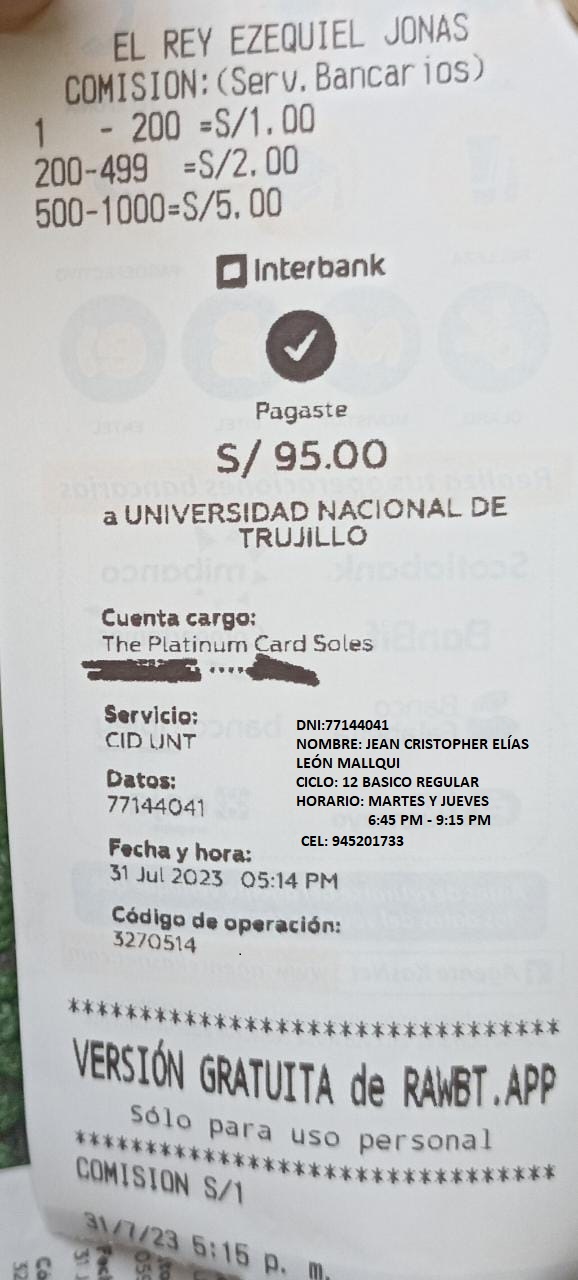 EL REY EZEQUIEL JONAS
COMISION:(Serv.Bancarios)
1 - 200 =S/1.00
200-499 =S/2.00
500-1000=S/5.00
Interbank
Pagaste
S/ 95.00
a UNIVERSIDAD NACIONAL DE
TRUJILLO
Cuenta cargo:
The Platinum Card Soles
Servicio:
CID UNT
Datos:
77144041
DNI:77144041
NOMBRE: JEAN CRISTOPHER ELÍAS
LEÓN MALLQUI
CICLO: 12 BASICO REGULAR
HORARIO: MARTES Y JUEVES
6:45 PM - 9:15 PM
CEL: 945201733
Fecha y hora:
31 Jul 2023 05:14 PM
Código de operación:
3270514
**********************************
VERSIÓN GRATUITA de RAWBT.APP
Sólo para uso personal
**********************************
COMISION S/1
31/7/23 5:15 p. m.